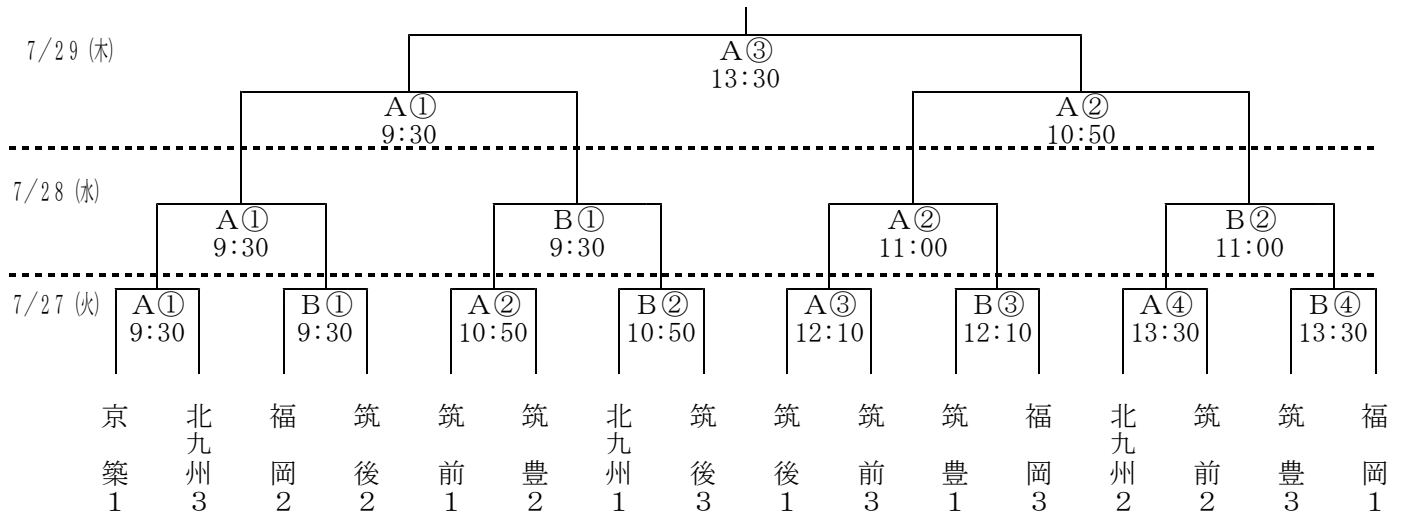 7/29 (木)
A③
13:30
A①
9:30
A②
10:50
7/28 (水)
A①
9:30
B①
9:30
A②
11:00
B②
11:00
7/27 (火)
A①
9:30
B①
9:30
A②
10:50
B②
10:50
A③
12:10
B③
12:10
A④
13:30
B④
13:30
京築1
北九州3
福岡2
筑後2
筑前1
筑豊2
北九州1
筑後3
筑後1
筑前3
筑豊1
福岡3
北九州2
筑前2
筑豊3
福岡1